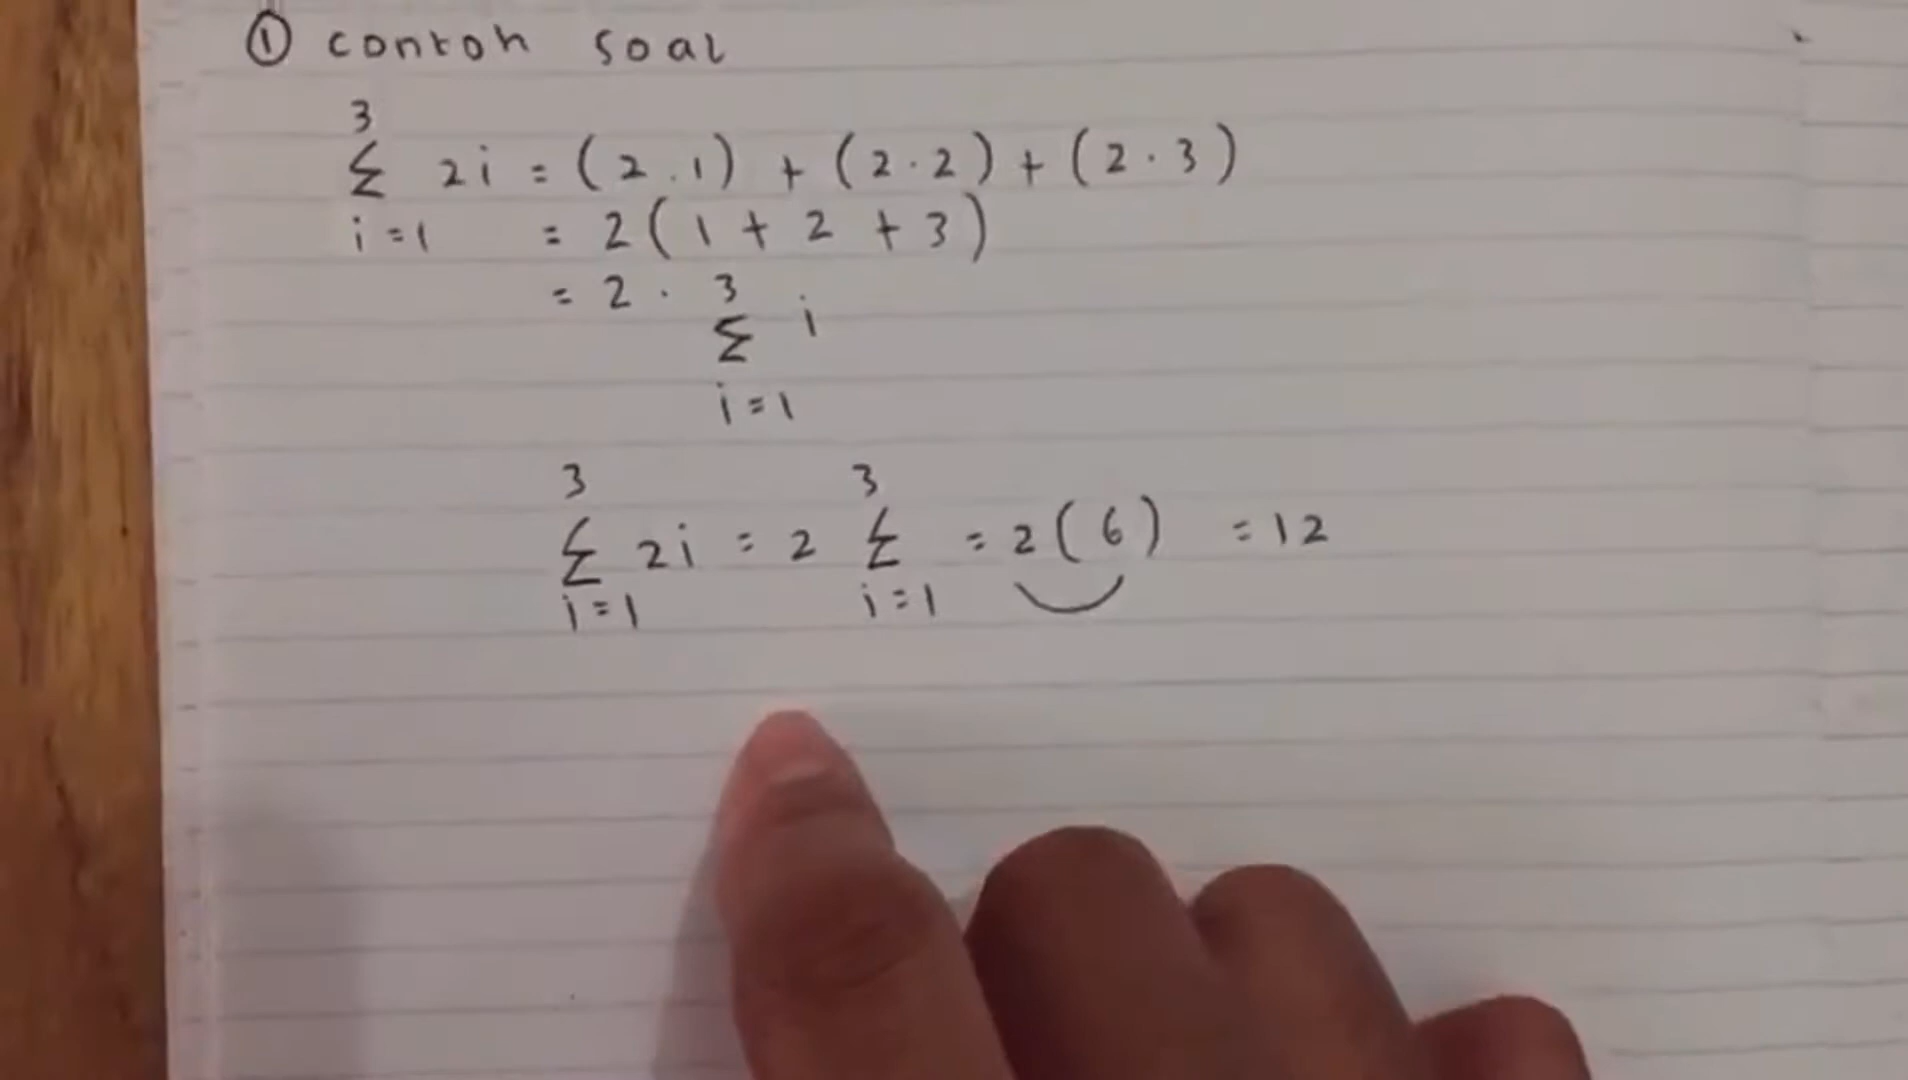 ① contoh soal
3
Σ 2i = (2.1) + (2.2) + (2.3)
i=1 = 2(1+2+3)
= 2 . 3
Σ i
i=1
3 3
Σ 2i = 2 Σ = 2(6) = 12
i=1 i=1